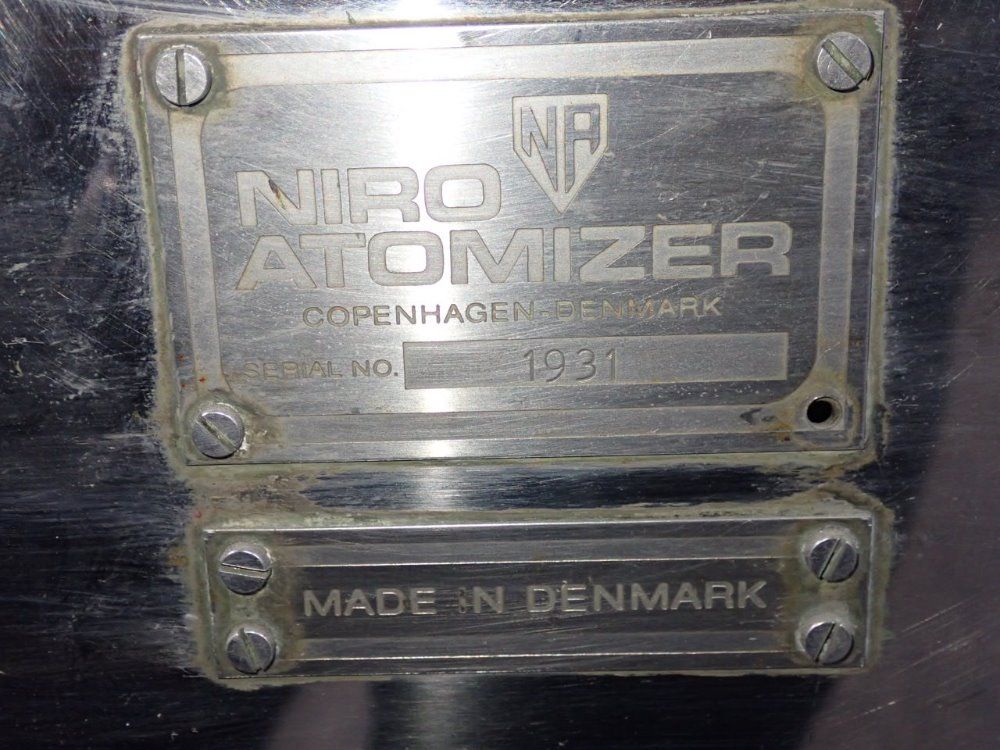 NA
NIRO
ATOMIZER
COPENHAGEN-DENMARK
SERIAL NO. 1931
MADE IN DENMARK